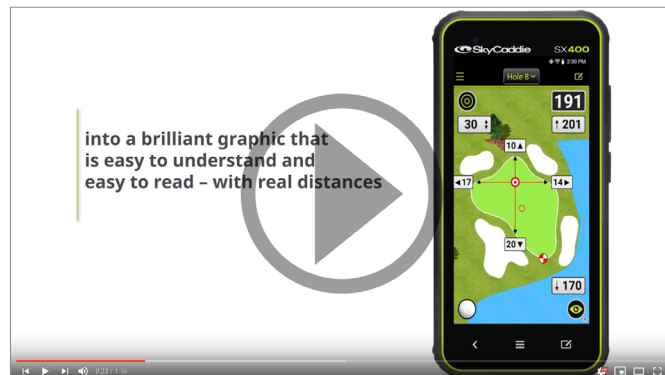 SkyCaddie SX400
2:30 PM
Hole 8
191
30
201
10
17
14
20
170
into a brilliant graphic that
is easy to understand and
easy to read – with real distances
0:23 / 1:56